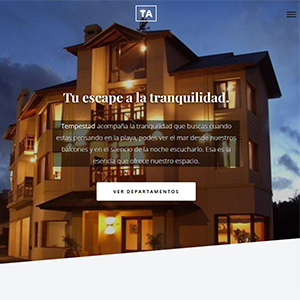 TA
Tu escape a la tranquilidad.
Tempestad acompaña la tranquilidad que buscas cuando
estas pensando en la playa, podés ver el mar desde nuestros
balcones y en el silencio de la noche escucharlo. Esa es la
esencia que ofrece nuestro espacio.
VER DEPARTAMENTOS